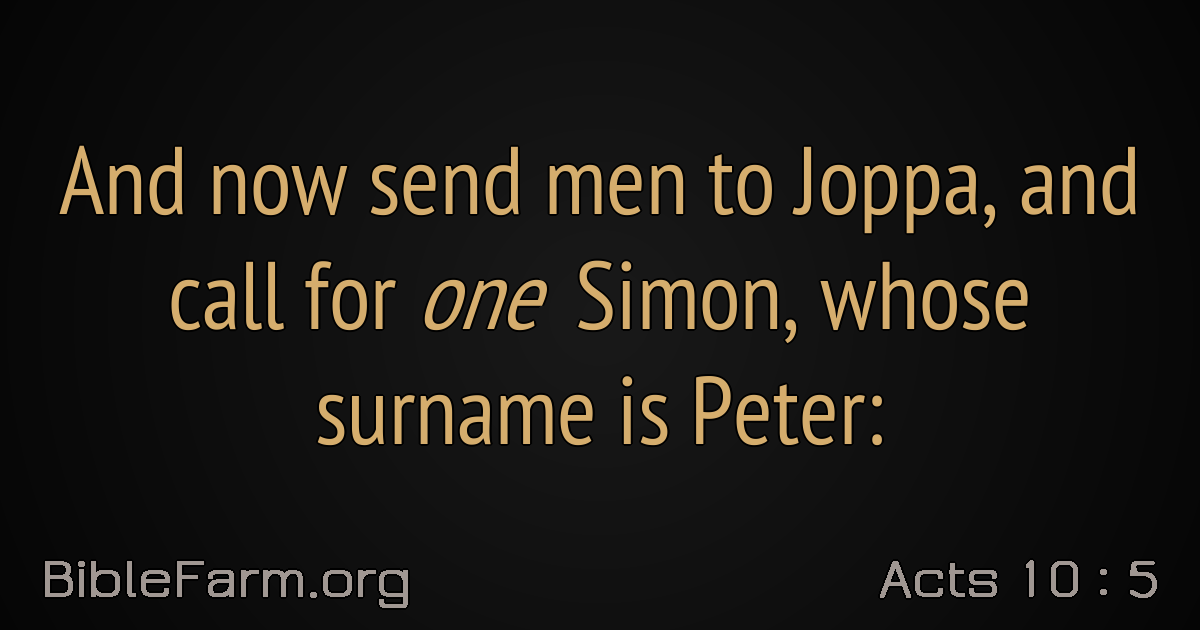 And now send men to Joppa, and
call for one Simon, whose
surname is Peter:
BibleFarm.org
Acts 10 : 5